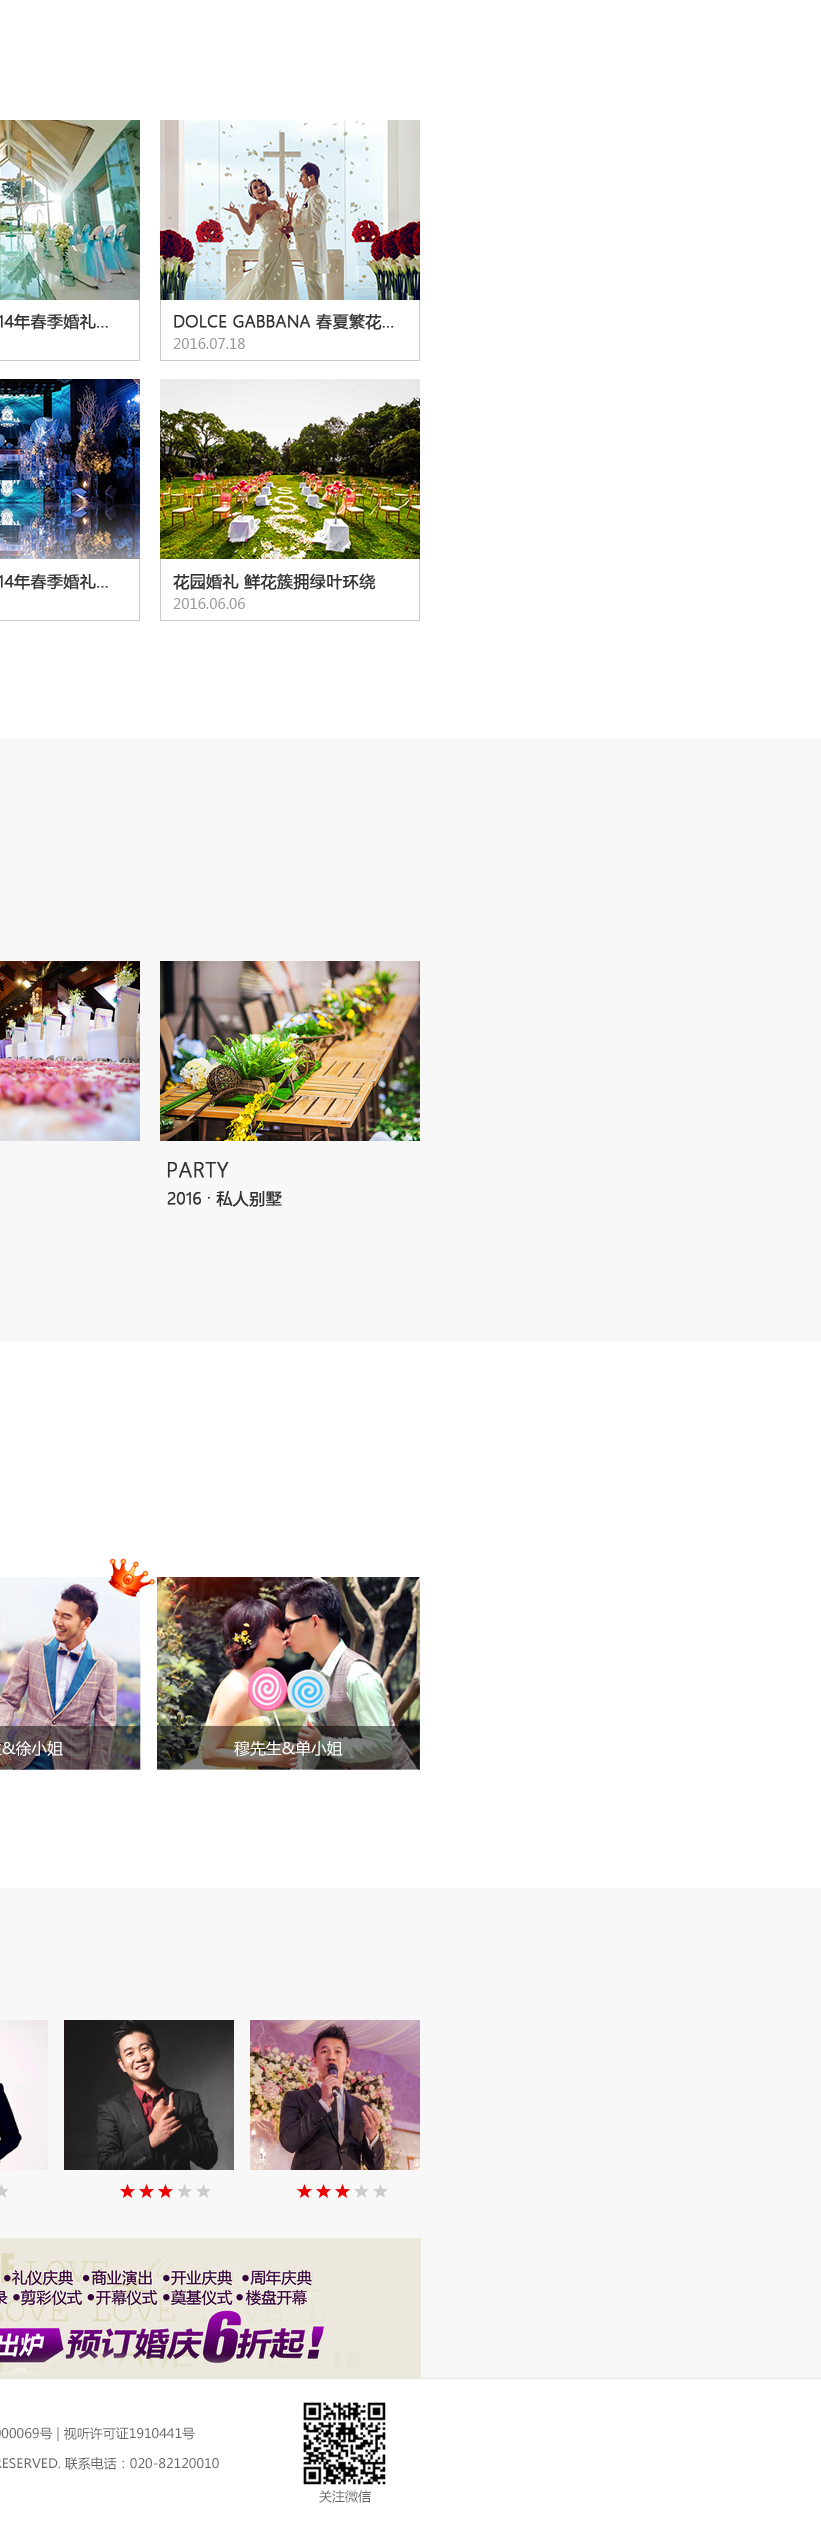 14年春季婚礼...
DOLCE GABBANA 春夏繁花...
2016.07.18
14年春季婚礼...
花园婚礼 鲜花簇拥绿叶环绕
2016.06.06
PARTY
2016 · 私人别墅
&徐小姐
穆先生&单小姐
LOVE
•礼仪庆典 •商业演出 •开业庆典 •周年庆典
•剪彩仪式 •开幕仪式 •奠基仪式 •楼盘开幕
LOVE LOVE
出炉 预订婚庆6折起！
00069号 | 视听许可证1910441号
RESERVED. 联系电话：020-82120010
关注微信